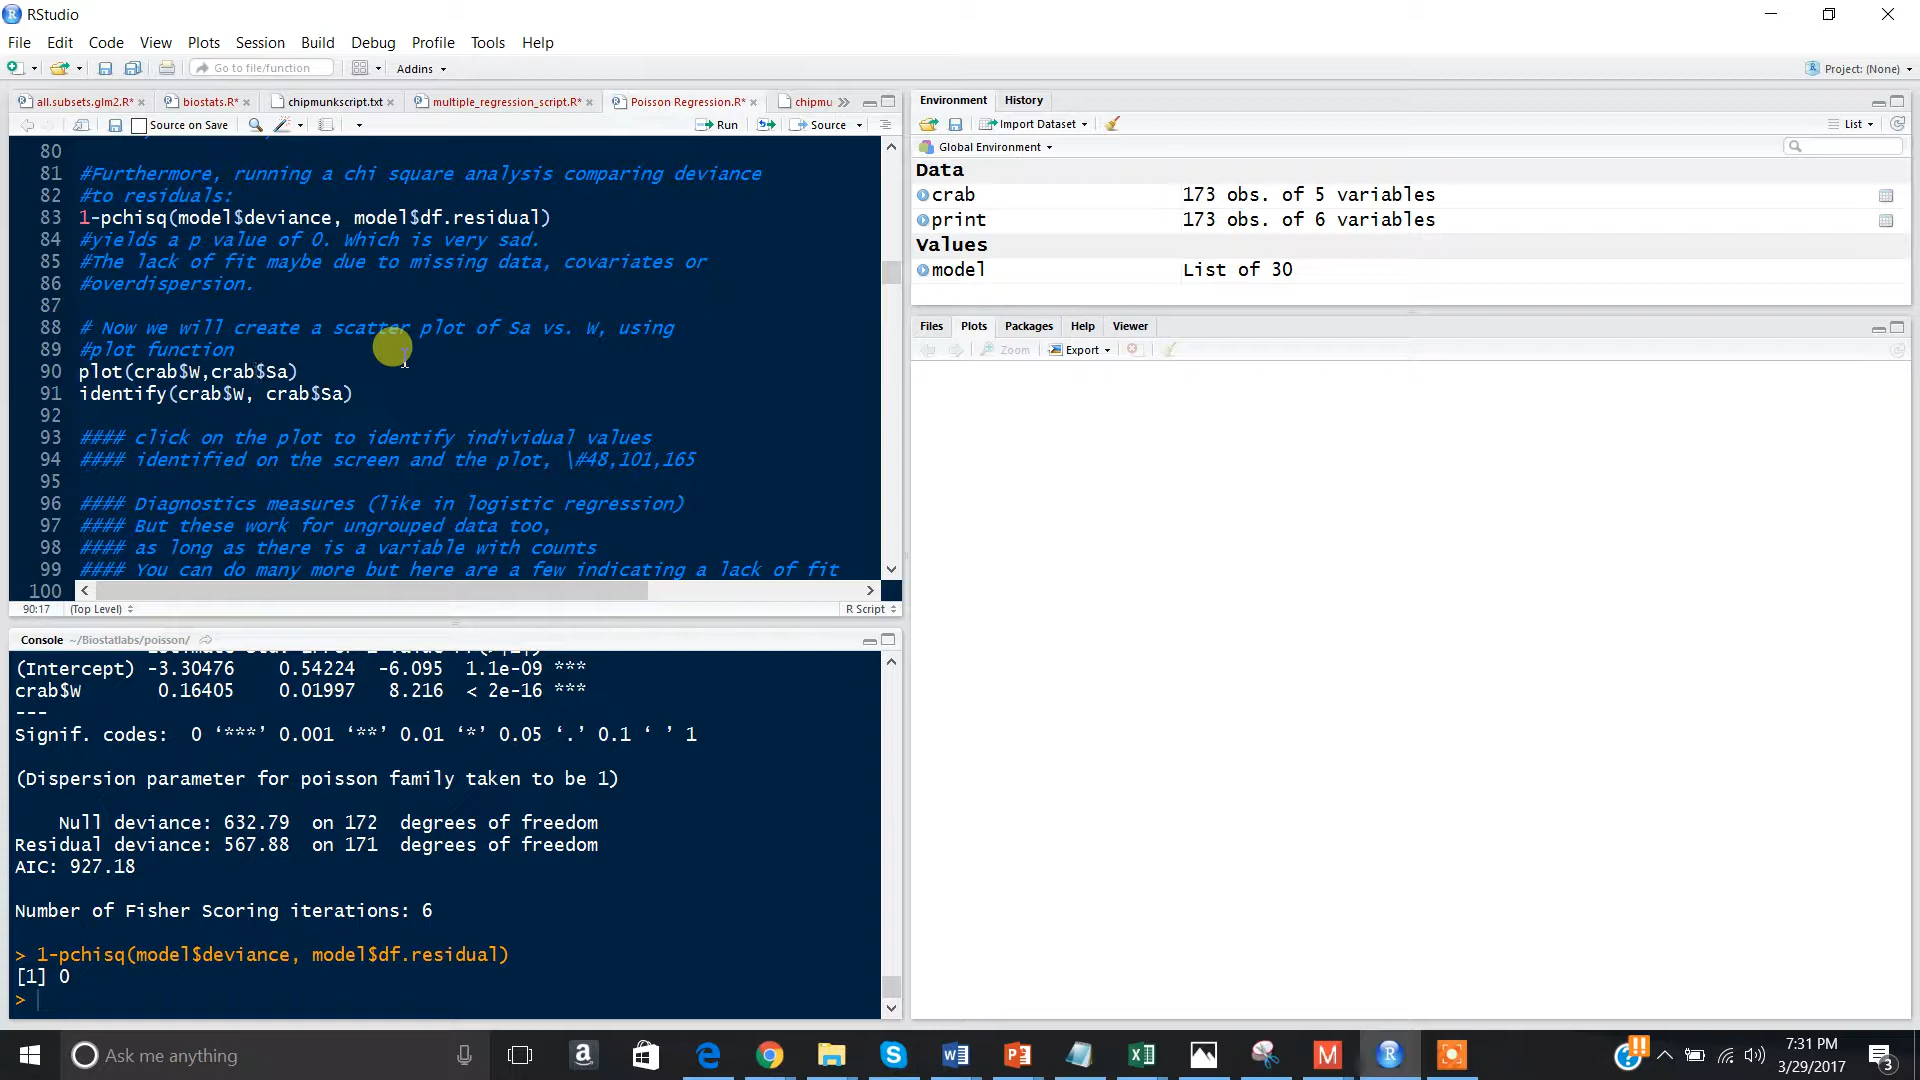 RStudio
File Edit Code View Plots Session Build Debug Profile Tools Help
Go to file/function Addins Project: (None)
all.subsets.glm2.R* biostats.R* chipmunkscript.txt multiple_regression_script.R* Poisson Regression.R* chipmu
Source on Save Run Source
80
81 #Furthermore, running a chi square analysis comparing deviance
82 #to residuals:
83 1-pchisq(model$deviance, model$df.residual)
84 #yields a p value of 0. Which is very sad.
85 #The lack of fit maybe due to missing data, covariates or
86 #overdispersion.
87
88 # Now we will create a scatter plot of Sa vs. W, using
89 #plot function
90 plot(crab$W,crab$Sa)
91 identify(crab$W, crab$Sa)
92
93 #### click on the plot to identify individual values
94 #### identified on the screen and the plot, \#48,101,165
95
96 #### Diagnostics measures (like in logistic regression)
97 #### But these work for ungrouped data too,
98 #### as long as there is a variable with counts
99 #### You can do many more but here are a few indicating a lack of fit
100
90:17 (Top Level) R Script
Console ~/Biostatlabs/poisson/
(Intercept) -3.30476 0.54224 -6.095 1.1e-09 ***
crab$W 0.16405 0.01997 8.216 < 2e-16 ***
---
Signif. codes: 0 ‘***’ 0.001 ‘**’ 0.01 ‘*’ 0.05 ‘.’ 0.1 ‘ ’ 1
(Dispersion parameter for poisson family taken to be 1)
Null deviance: 632.79 on 172 degrees of freedom
Residual deviance: 567.88 on 171 degrees of freedom
AIC: 927.18
Number of Fisher Scoring iterations: 6
> 1-pchisq(model$deviance, model$df.residual)
[1] 0
>
Environment History
Import Dataset List
Global Environment
Data
crab 173 obs. of 5 variables
print 173 obs. of 6 variables
Values
model List of 30
Files Plots Packages Help Viewer
Zoom Export
Ask me anything
7:31 PM
3/29/2017
3